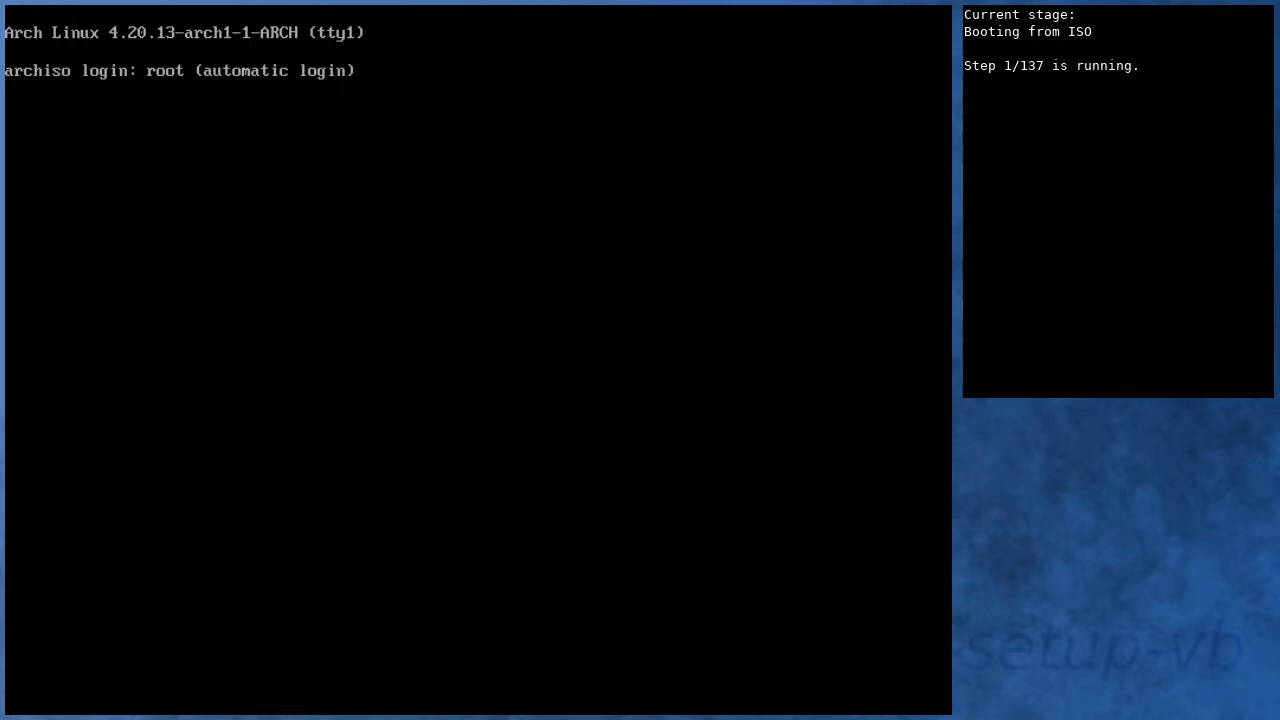 Arch Linux 4.20.13-arch1-1-ARCH (tty1)
archiso login: root (automatic login)
Current stage:
Booting from ISO
Step 1/137 is running.
setup-vb